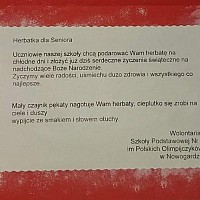 Herbatka dla Seniora
Uczniowie naszej szkoły chcą podarować Wam herbatę na
chłodne dni i złożyć już dziś serdeczne życzenia świąteczne na
nadchodzące Boże Narodzenie.
Życzymy wiele radości, uśmiechu dużo zdrowia i wszystkiego co
najlepsze.
Mały czajnik pękaty nagotuje Wam herbaty, cieplutko się zrobi na
ciele i duszy
wypijcie ze smakiem i słowem otuchy.
Wolontaria
Szkoły Podstawowej Nr
im Polskich Olimpijczyków
w Nowogardz